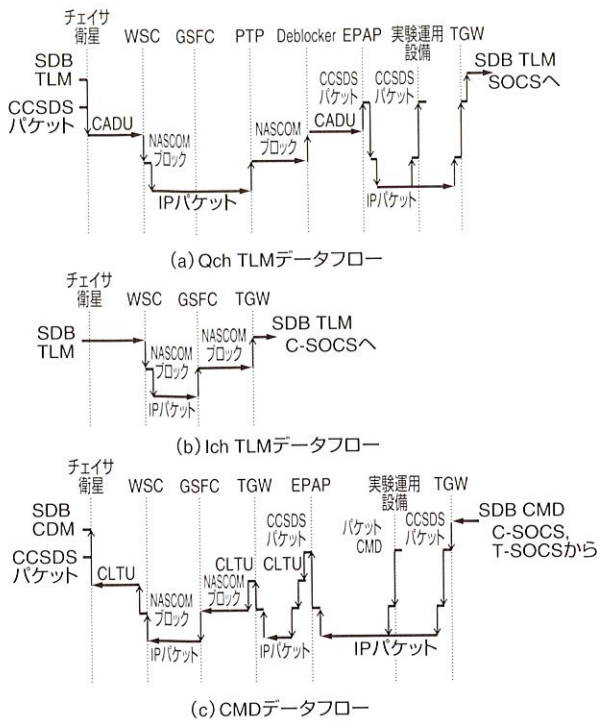 チェイサ
衛星 WSC GSFC PTP Deblocker EPAP 実験運用
設備 TGW
SDB
TLM
CCSDS
パケット
CADU
NASCOM
ブロック
IPパケット
NASCOM
ブロック
CADU
CCSDS
パケット
CCSDS
パケット
IPパケット
SDB TLM
SOCSへ
(a) Qch TLMデータフロー
チェイサ
衛星 WSC GSFC TGW
SDB
TLM
NASCOM
ブロック
IPパケット
NASCOM
ブロック
SDB TLM
C-SOCSへ
(b) Ich TLMデータフロー
チェイサ
衛星 WSC GSFC TGW EPAP 実験運用
設備 TGW
SDB
CDM
CCSDS
パケット
CLTU
NASCOM
ブロック
IPパケット
NASCOM
ブロック
CLTU
IPパケット
CLTU
CCSDS
パケット
パケット
CMD
CCSDS
パケット
IPパケット
SDB CMD
C-SOCS,
T-SOCSから
(c) CMDデータフロー